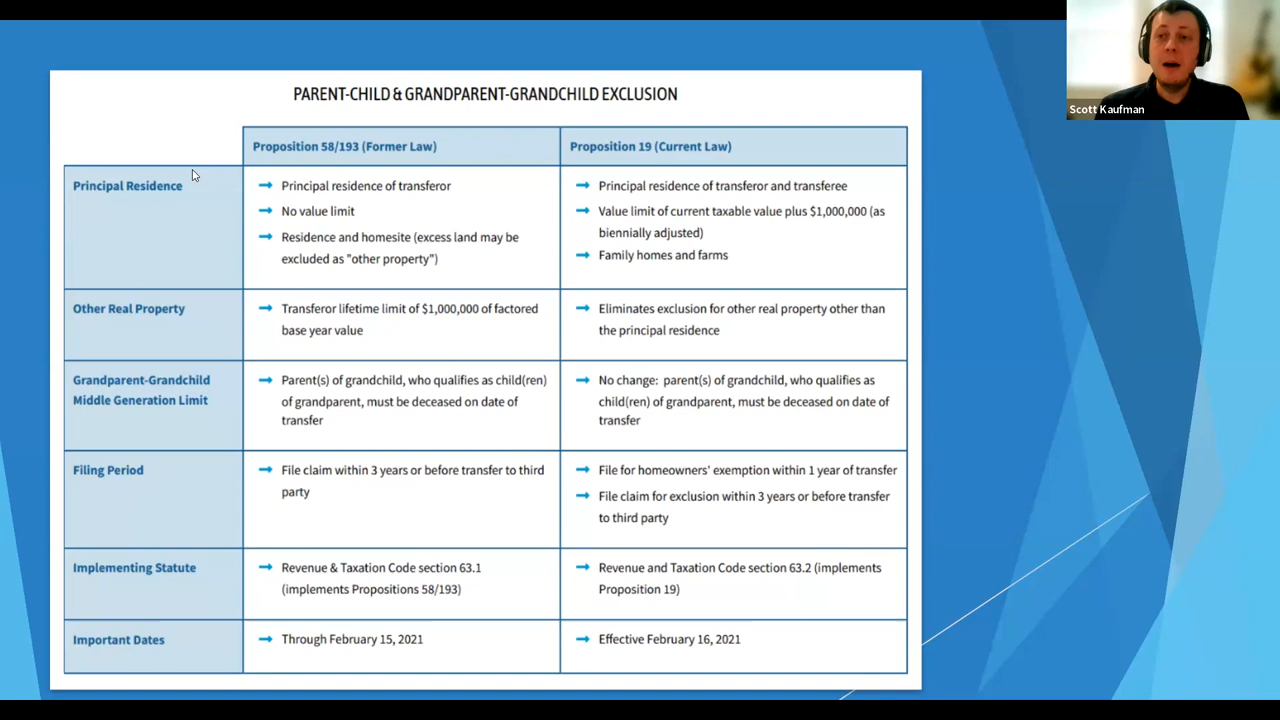 Scott Kaufman
PARENT-CHILD & GRANDPARENT-GRANDCHILD EXCLUSION
Proposition 58/193 (Former Law)
Proposition 19 (Current Law)
Principal Residence
→ Principal residence of transferor
→ No value limit
→ Residence and homesite (excess land may be
excluded as "other property")
→ Principal residence of transferor and transferee
→ Value limit of current taxable value plus $1,000,000 (as
biennially adjusted)
→ Family homes and farms
Other Real Property
→ Transferor lifetime limit of $1,000,000 of factored
base year value
→ Eliminates exclusion for other real property other than
the principal residence
Grandparent-Grandchild
Middle Generation Limit
→ Parent(s) of grandchild, who qualifies as child(ren)
of grandparent, must be deceased on date of
transfer
→ No change: parent(s) of grandchild, who qualifies as
child(ren) of grandparent, must be deceased on date of
transfer
Filing Period
→ File claim within 3 years or before transfer to third
party
→ File for homeowners' exemption within 1 year of transfer
→ File claim for exclusion within 3 years or before transfer
to third party
Implementing Statute
→ Revenue & Taxation Code section 63.1
(implements Propositions 58/193)
→ Revenue and Taxation Code section 63.2 (implements
Proposition 19)
Important Dates
→ Through February 15, 2021
→ Effective February 16, 2021